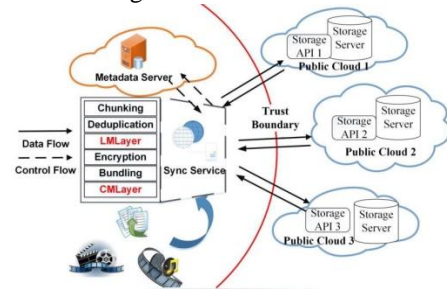 Metadata Server
Chunking
Deduplication
LMLayer
Encryption
Bundling
CMLayer
Data Flow
Control Flow
Sync Service
Trust
Boundary
Storage
API 1
Storage
Server
Public Cloud 1
Storage
API 2
Storage
Server
Public Cloud 2
Storage
API 3
Storage
Server
Public Cloud 3